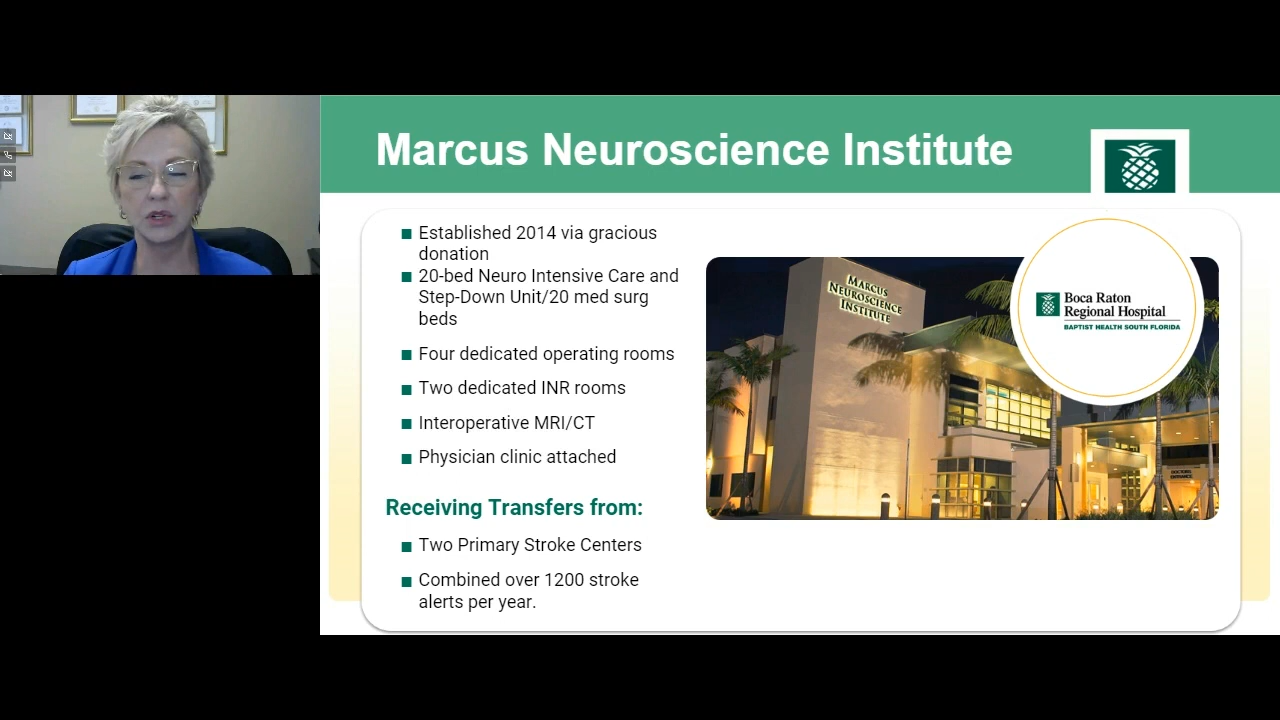 Marcus Neuroscience Institute
Established 2014 via gracious
donation
20-bed Neuro Intensive Care and
Step-Down Unit/20 med surg
beds
Four dedicated operating rooms
Two dedicated INR rooms
Interoperative MRI/CT
Physician clinic attached
Receiving Transfers from:
Two Primary Stroke Centers
Combined over 1200 stroke
alerts per year.
MARCUS
NEUROSCIENCE
INSTITUTE
Boca Raton
Regional Hospital
BAPTIST HEALTH SOUTH FLORIDA